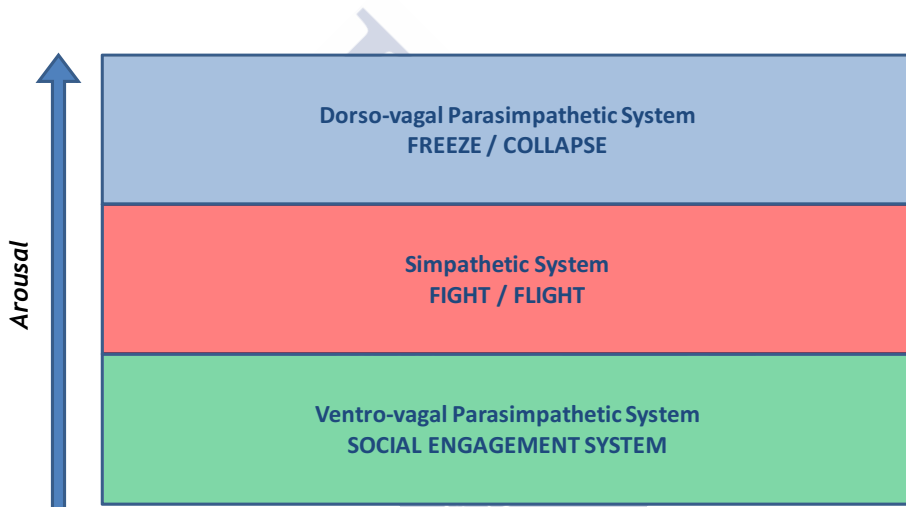 Dorso-vagal Parasimpathetic System
FREEZE / COLLAPSE
Arousal
Simpathetic System
FIGHT / FLIGHT
Ventro-vagal Parasimpathetic System
SOCIAL ENGAGEMENT SYSTEM